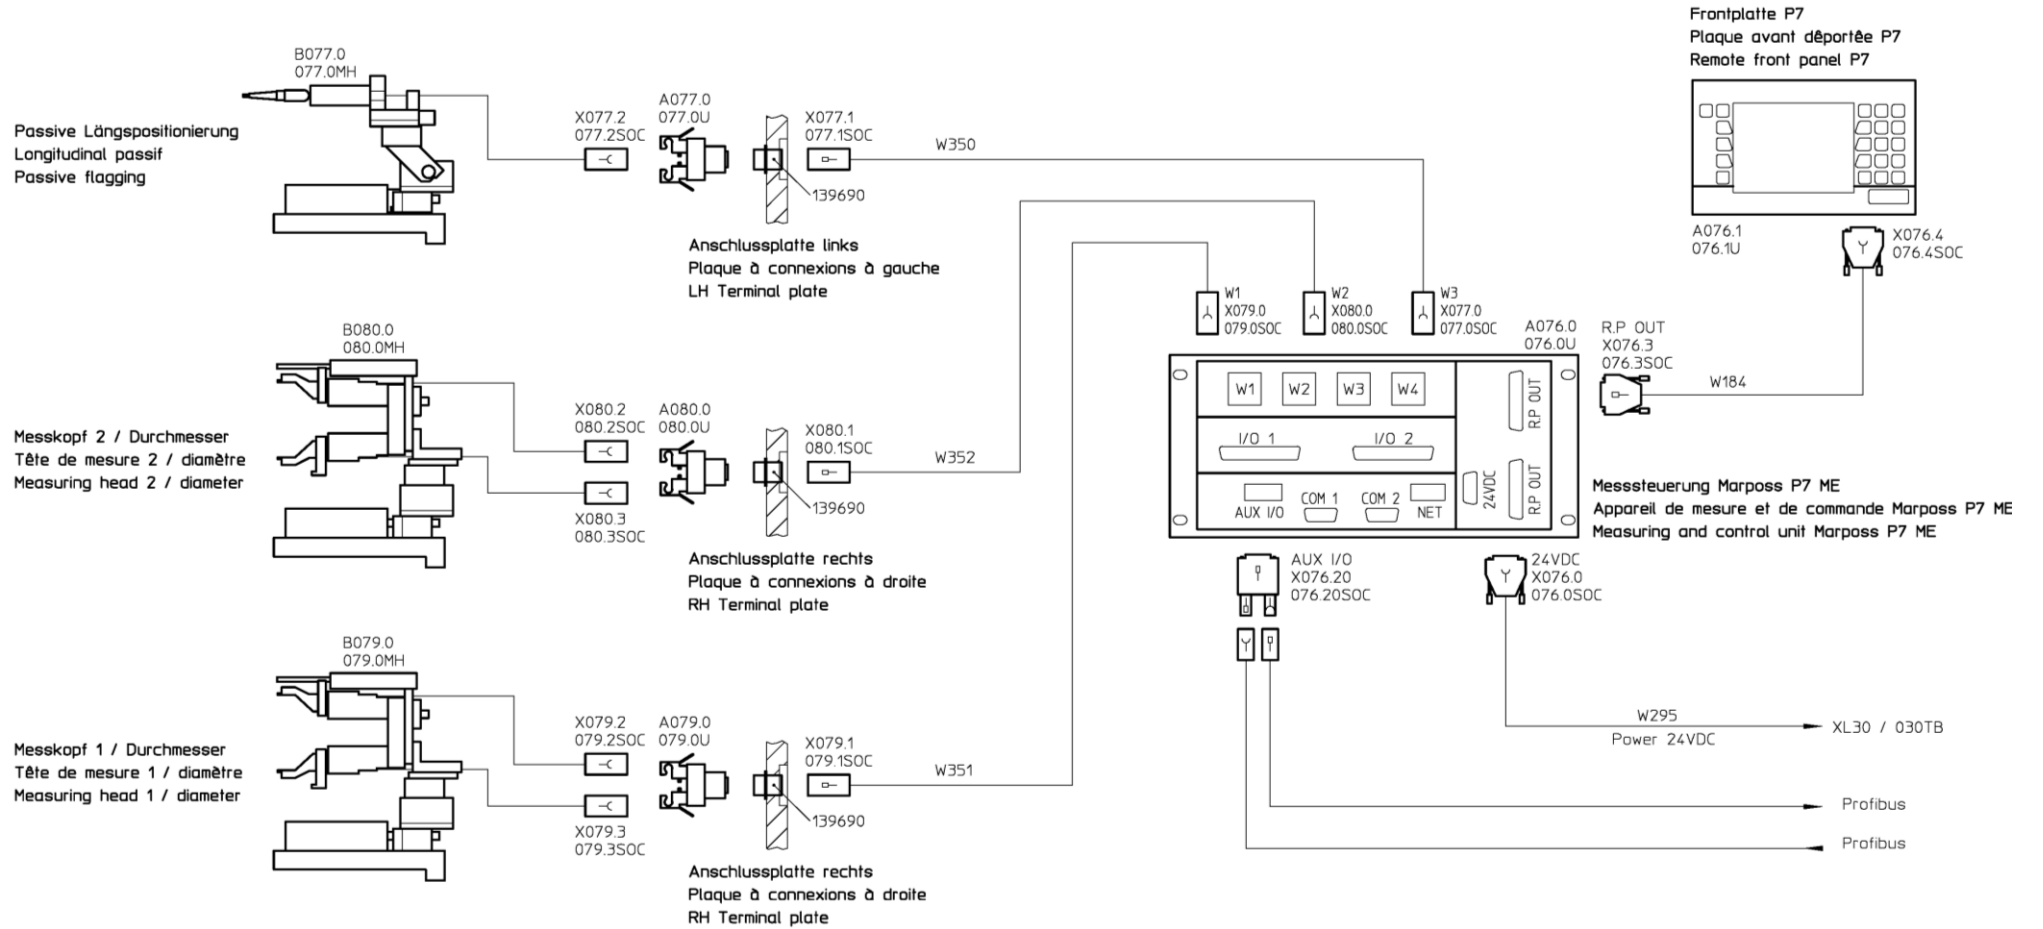 Frontplatte P7
Plaque avant dêportêe P7
Remote front panel P7
A076.1
076.1U
X076.4
076.4SOC
B077.0
077.0MH
Passive Längspositionierung
Longitudinal passif
Passive flagging
X077.2
077.2SOC
A077.0
077.0U
X077.1
077.1SOC
W350
139690
Anschlussplatte links
Plaque à connexions à gauche
LH Terminal plate
W1
X079.0
079.0SOC
W2
X080.0
080.0SOC
W3
X077.0
077.0SOC
A076.0
076.0U
R.P OUT
X076.3
076.3SOC
W184
B080.0
080.0MH
Messkopf 2 / Durchmesser
Tête de mesure 2 / diamètre
Measuring head 2 / diameter
X080.2
080.2SOC
A080.0
080.0U
X080.1
080.1SOC
W352
139690
X080.3
080.3SOC
Anschlussplatte rechts
Plaque à connexions à droite
RH Terminal plate
W1
W2
W3
W4
R.P OUT
I/O 1
I/O 2
24VDC
R.P OUT
AUX I/O
COM 1
COM 2
NET
Messsteuerung Marposs P7 ME
Appareil de mesure et de commande Marposs P7 ME
Measuring and control unit Marposs P7 ME
AUX I/O
X076.20
076.20SOC
24VDC
X076.0
076.0SOC
B079.0
079.0MH
Messkopf 1 / Durchmesser
Tête de mesure 1 / diamètre
Measuring head 1 / diameter
X079.2
079.2SOC
A079.0
079.0U
X079.1
079.1SOC
W351
139690
X079.3
079.3SOC
Anschlussplatte rechts
Plaque à connexions à droite
RH Terminal plate
W295
Power 24VDC
XL30 / 030TB
Profibus
Profibus